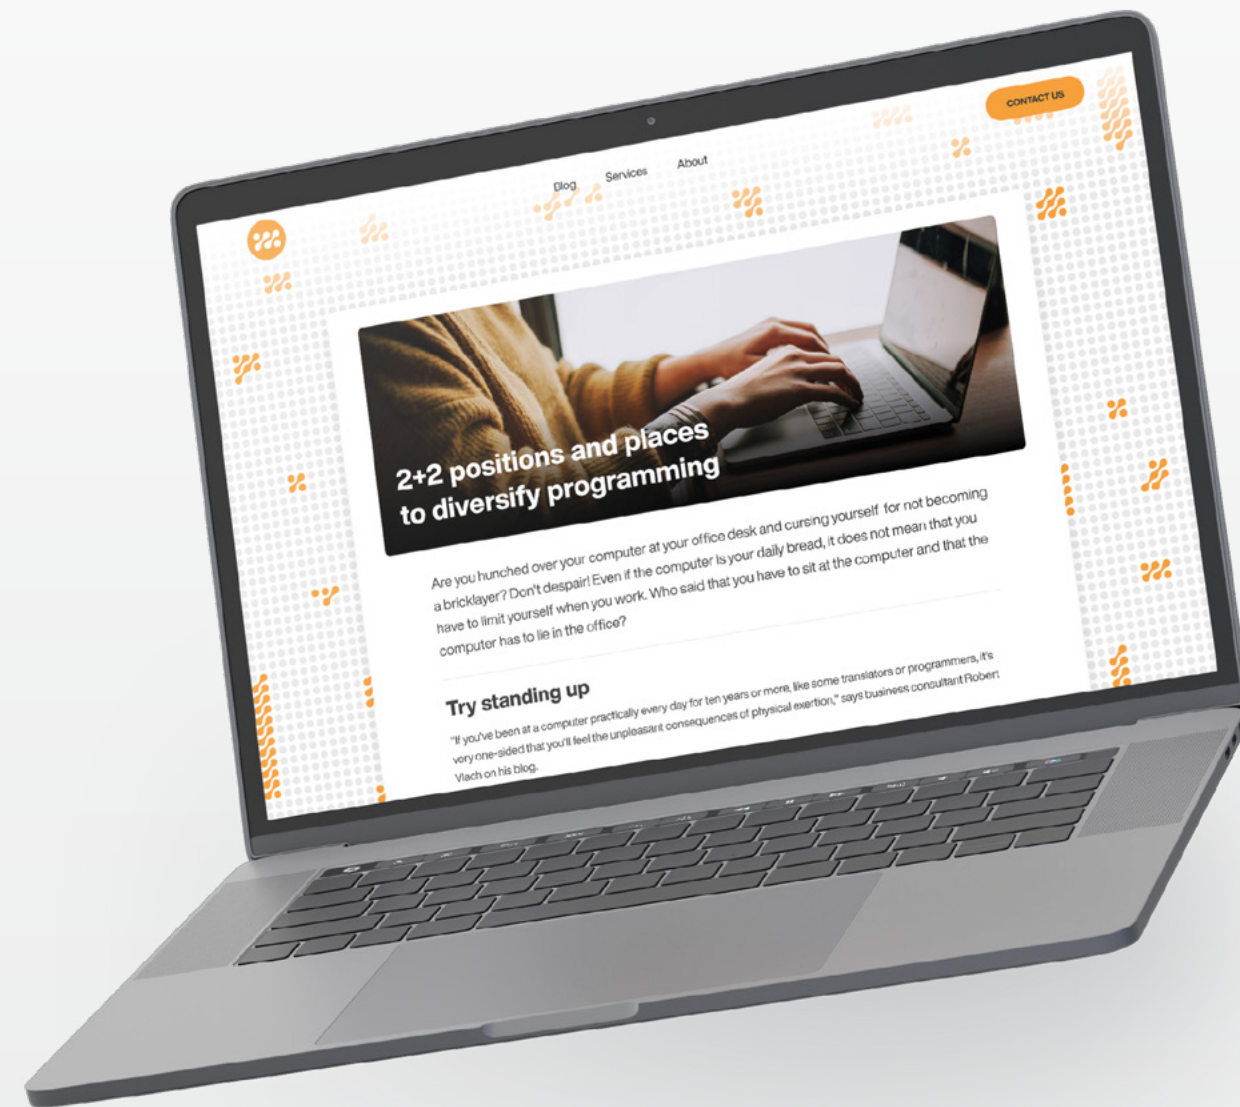 CONTACT US
Blog Services About
2+2 positions and places
to diversify programming
Are you hunched over your computer at your office desk and cursing yourself for not becoming
a bricklayer? Don't despair! Even if the computer is your daily bread, it does not mean that you
have to limit yourself when you work. Who said that you have to sit at the computer and that the
computer has to lie in the office?
Try standing up
"If you've been at a computer practically every day for ten years or more, like some translators or programmers, it's
very one-sided that you'll feel the unpleasant consequences of physical exertion," says business consultant Robert
Vlach on his blog.